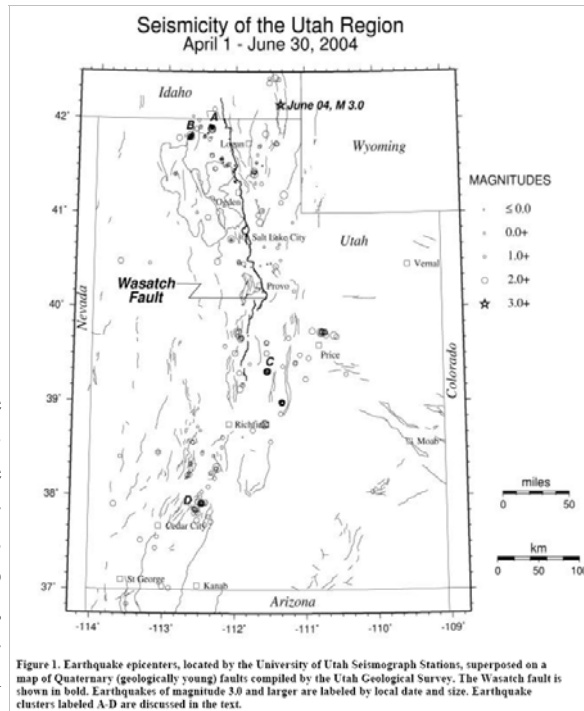 Seismicity of the Utah Region
April 1 - June 30, 2004
Idaho
42˚
A
June 04, M 3.0
B
Logan
Wyoming
MAGNITUDES
≤ 0.0
0.0+
1.0+
2.0+
3.0+
41˚
Ogden
Salt Lake City
Utah
Vernal
Wasatch
Fault
Provo
40˚
Nevada
Price
C
Colorado
39˚
Richfield
Moab
miles
0 50
38˚
D
Cedar City
km
0 50 100
St George
Kanab
37˚
Arizona
-114˚ -113˚ -112˚ -111˚ -110˚ -109˚
Figure 1. Earthquake epicenters, located by the University of Utah Seismograph Stations, superposed on a
map of Quaternary (geologically young) faults compiled by the Utah Geological Survey. The Wasatch fault is
shown in bold. Earthquakes of magnitude 3.0 and larger are labeled by local date and size. Earthquake
clusters labeled A-D are discussed in the text.